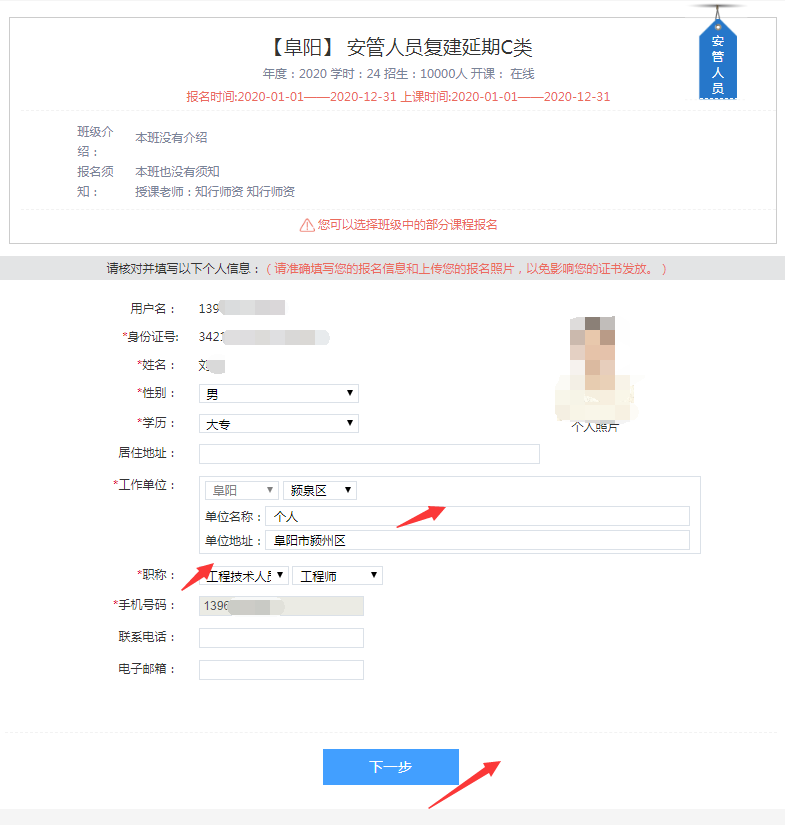 【阜阳】 安管人员复建延期C类
安管人员
年度：2020 学时：24 招生：10000人 开课： 在线
报名时间:2020-01-01——2020-12-31 上课时间:2020-01-01——2020-12-31
班级介绍： 本班没有介绍
报名须知： 本班也没有须知
授课老师：知行师资 知行师资
您可以选择班级中的部分课程报名
请核对并填写以下个人信息：（ 请准确填写您的报名信息和上传您的报名照片，以免影响您的证书发放。 ）
用户名： 139
*身份证号: 3421
*姓名： 刘
*性别： 男
*学历： 大专
个人照片
居住地址：
*工作单位： 阜阳 颍泉区
单位名称： 个人
单位地址： 阜阳市颍州区
*职称： 工程技术人员 工程师
*手机号码： 1396
联系电话：
电子邮箱：
下一步